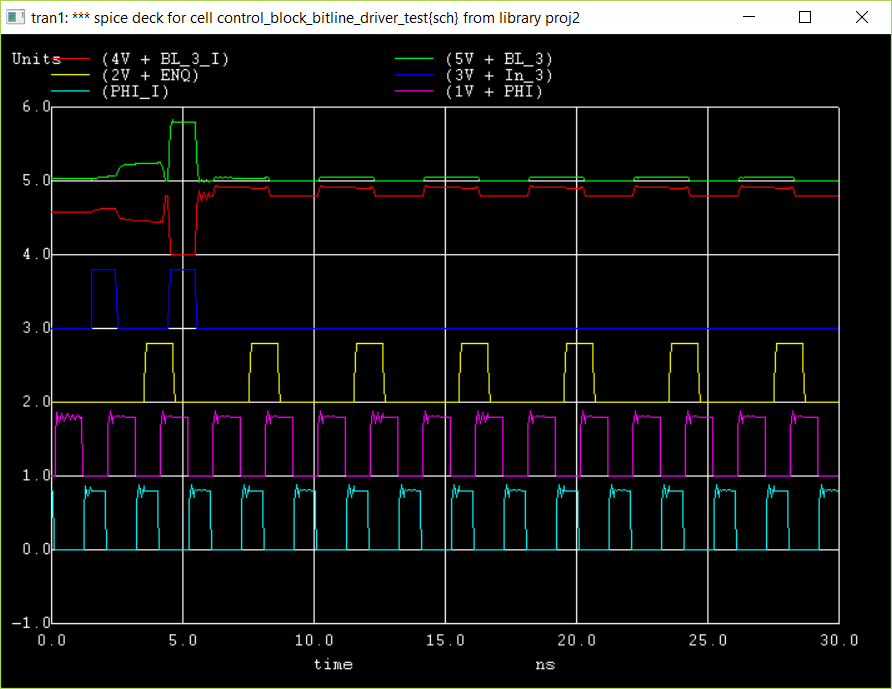 tran1: *** spice deck for cell control_block_bitline_driver_test{sch} from library proj2
Units (4V + BL_3_I) (5V + BL_3)
(2V + ENQ) (3V + In_3)
(PHI_I) (1V + PHI)
6.0
5.0
4.0
3.0
2.0
1.0
0.0
-1.0
0.0 5.0 10.0 15.0 20.0 25.0 30.0
time ns